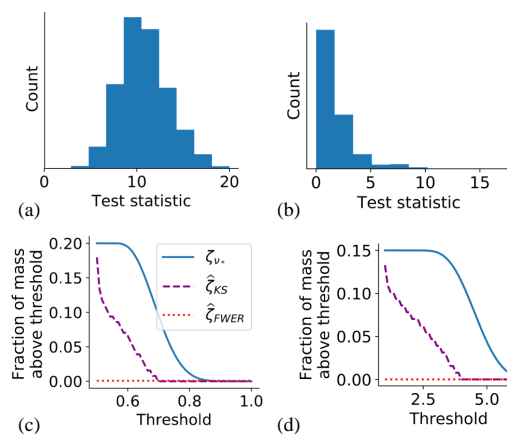 Count
0 10 20
Test statistic
(a)
Count
0 5 10 15
Test statistic
(b)
Fraction of mass
above threshold
0.20
0.15
0.10
0.05
0.00
ζν*
ζ̂KS
ζ̂FWER
0.6 0.8 1.0
Threshold
(c)
Fraction of mass
above threshold
0.15
0.10
0.05
0.00
2.5 5.0
Threshold
(d)